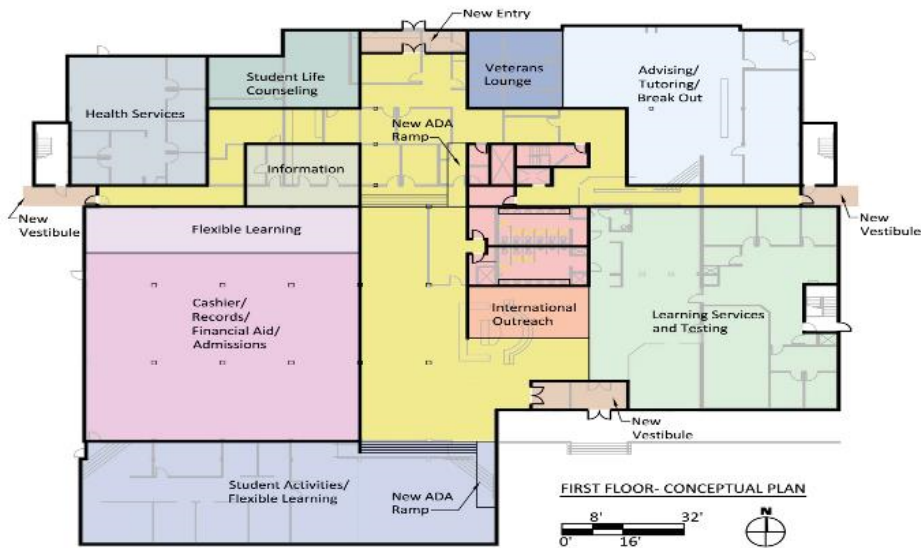 New Entry
Student Life
Counseling
Veterans
Lounge
Advising/
Tutoring/
Break Out
Health Services
New ADA
Ramp
Information
New
Vestibule
New
Vestibule
Flexible Learning
Cashier/
Records/
Financial Aid/
Admissions
International
Outreach
Learning Services
and Testing
New
Vestibule
Student Activities/
Flexible Learning
New ADA
Ramp
FIRST FLOOR- CONCEPTUAL PLAN
N
8' 32'
0' 16'